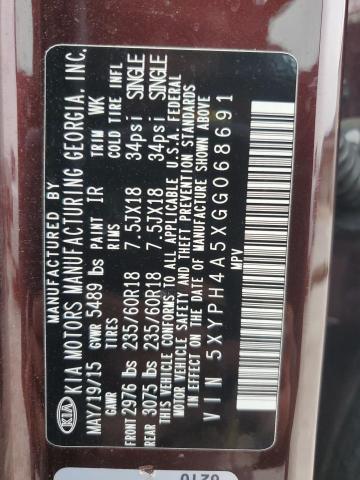 MANUFACTURED BY
KIA KIA MOTORS MANUFACTURING GEORGIA, INC.
MAY/19/15 GVWR 5489 lbs PAINT IR TRIM WK
GAWR TIRES RIMS COLD TIRE INFL
FRONT 2976 lbs 235/60R18 7.5JX18 34psi SINGLE
REAR 3075 lbs 235/60R18 7.5JX18 34psi SINGLE
THIS VEHICLE CONFORMS TO ALL APPLICABLE U.S.A. FEDERAL
MOTOR VEHICLE SAFETY AND THEFT PREVENTION STANDARDS
IN EFFECT ON THE DATE OF MANUFACTURE SHOWN ABOVE
VIN 5XYPH4A5XGG068691
MPV